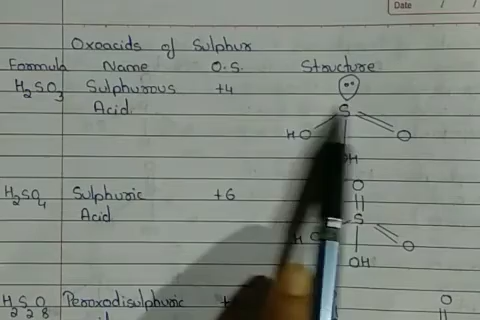 Date
Oxoacids of Sulphur
Formula Name O.S. Structure
H₂SO₃ Sulphurous Acid +4
S
HO O
OH
H₂SO₄ Sulphuric Acid +6
O
S
O
OH
H₂S₂O₈ Peroxodisulphuric
O